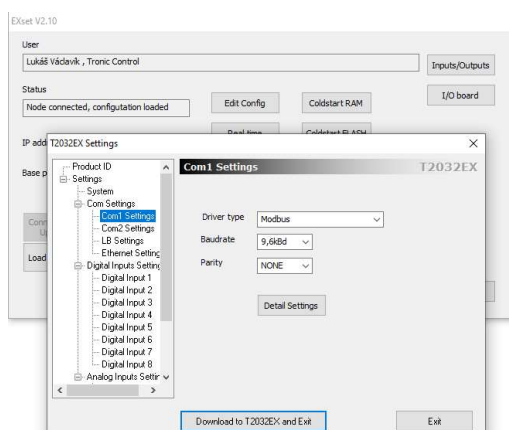 EXset V2.10
User
Lukáš Václavík , Tronic Control
Inputs/Outputs
Status
Node connected, configutation loaded
Edit Config
Coldstart RAM
I/O board
Real time
Coldstart FLASH
IP add
T2032EX Settings
Base p
Conn
Load
Product ID
Settings
System
Com Settings
Com1 Settings
Com2 Settings
LB Settings
Ethernet Setting
Digital Inputs Setting
Digital Input 1
Digital Input 2
Digital Input 3
Digital Input 4
Digital Input 5
Digital Input 6
Digital Input 7
Digital Input 8
Analog Inputs Settir
Com1 Settings
T2032EX
Driver type
Modbus
Baudrate
9,6kBd
Parity
NONE
Detail Settings
Download to T2032EX and Exit
Exit